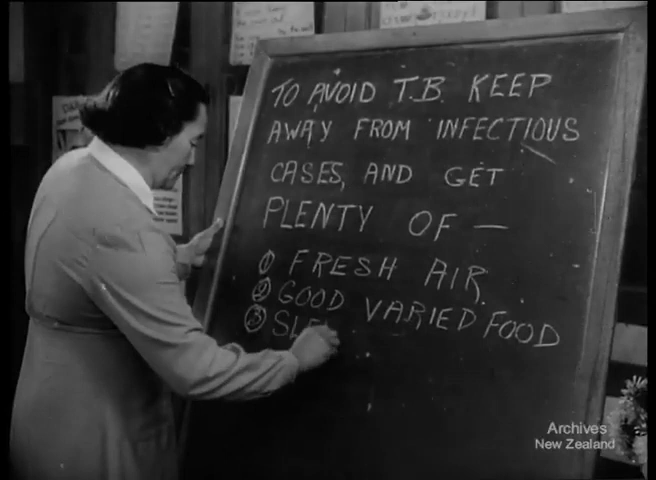 TO AVOID T.B. KEEP
AWAY FROM INFECTIOUS
CASES, AND GET
PLENTY OF —
① FRESH AIR
② GOOD VARIED FOOD
③ SLE
Archives
New Zealand